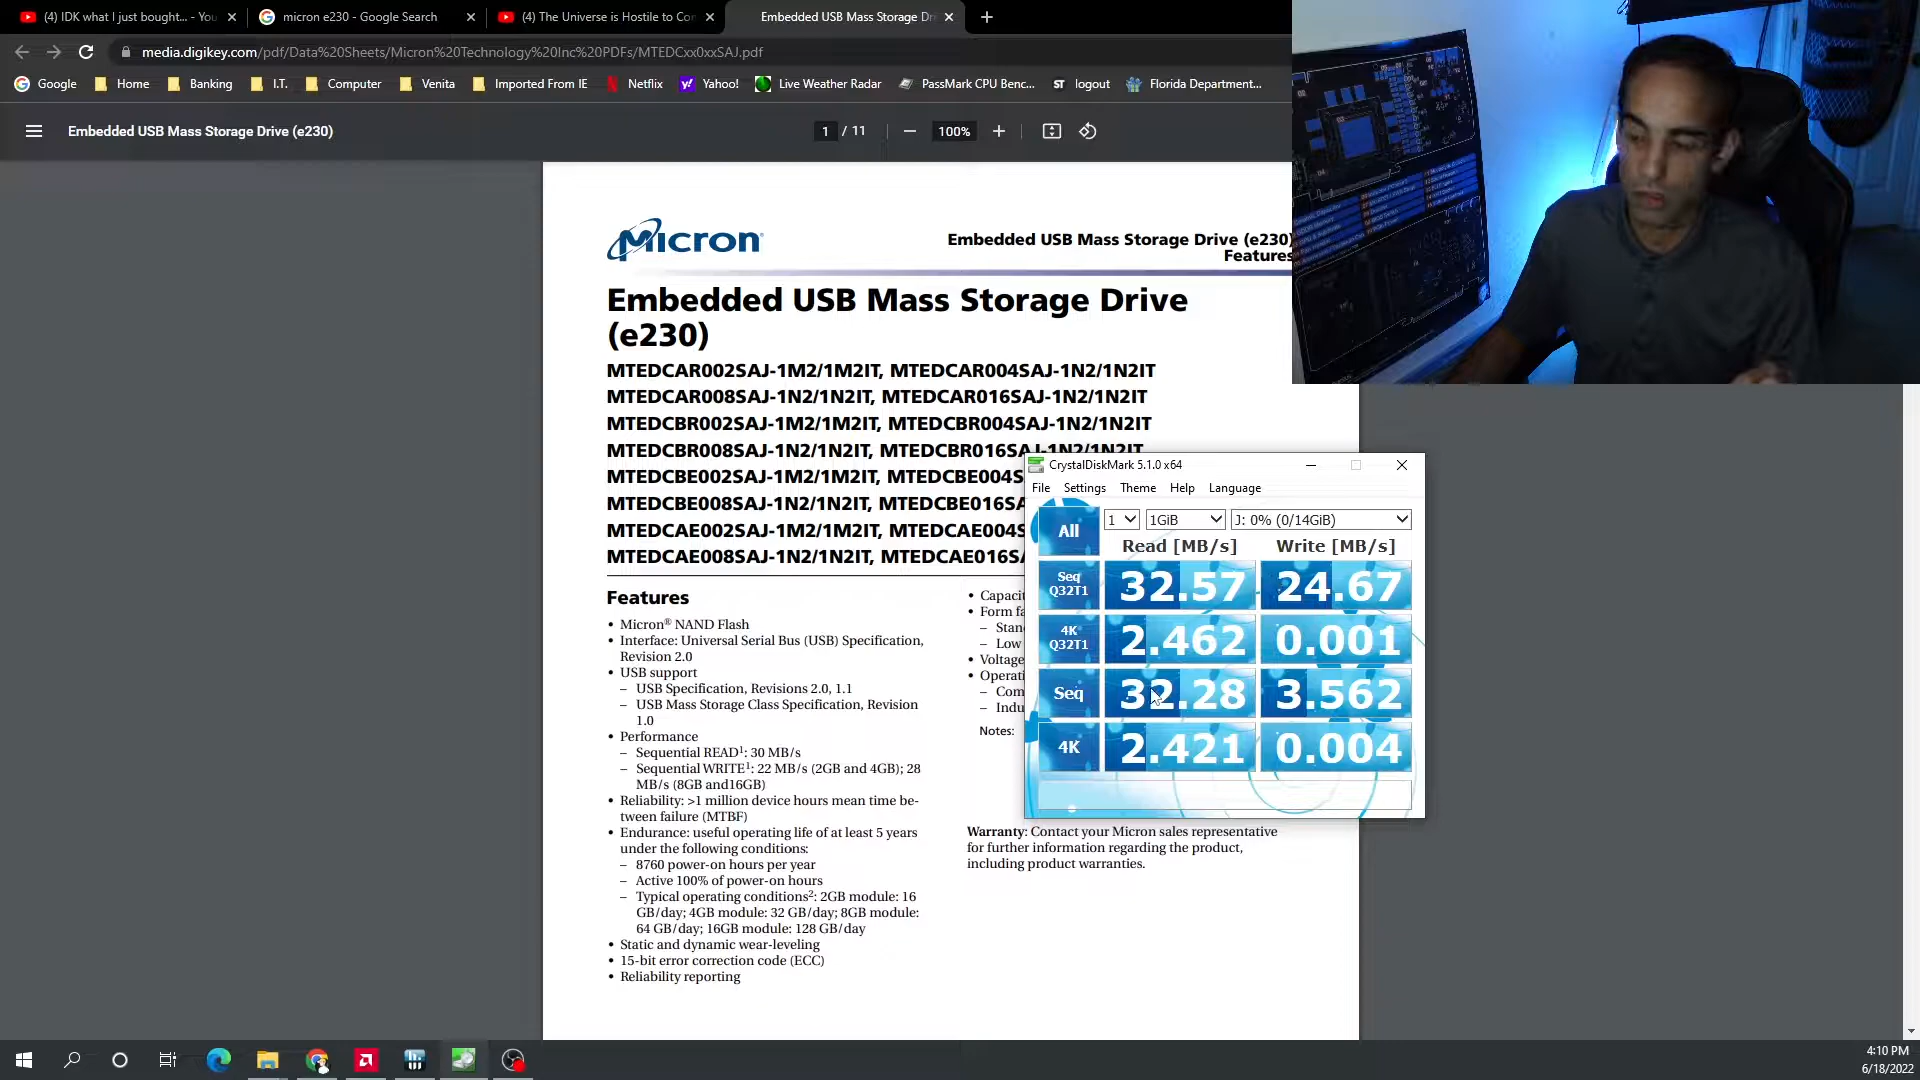 (4) IDK what I just bought... - You
micron e230 - Google Search
(4) The Universe is Hostile to Con
Embedded USB Mass Storage Dri
media.digikey.com/pdf/Data%20Sheets/Micron%20Technology%20Inc%20PDFs/MTEDCxx0xxSAJ.pdf
Google
Home
Banking
I.T.
Computer
Venita
Imported From IE
Netflix
Yahoo!
Live Weather Radar
PassMark CPU Benc...
ST logout
Florida Department...
Embedded USB Mass Storage Drive (e230)
1 / 11
100%
Micron
Embedded USB Mass Storage Drive (e230)
Features
Embedded USB Mass Storage Drive
(e230)
MTEDCAR002SAJ-1M2/1M2IT, MTEDCAR004SAJ-1N2/1N2IT
MTEDCAR008SAJ-1N2/1N2IT, MTEDCAR016SAJ-1N2/1N2IT
MTEDCBR002SAJ-1M2/1M2IT, MTEDCBR004SAJ-1N2/1N2IT
MTEDCBR008SAJ-1N2/1N2IT, MTEDCBR016SAJ-1N2/1N2IT
MTEDCBE002SAJ-1M2/1M2IT, MTEDCBE004S
MTEDCBE008SAJ-1N2/1N2IT, MTEDCBE016SA
MTEDCAE002SAJ-1M2/1M2IT, MTEDCAE004S
MTEDCAE008SAJ-1N2/1N2IT, MTEDCAE016SA
Features
• Micron® NAND Flash
• Interface: Universal Serial Bus (USB) Specification,
Revision 2.0
• USB support
– USB Specification, Revisions 2.0, 1.1
– USB Mass Storage Class Specification, Revision
1.0
• Performance
– Sequential READ1: 30 MB/s
– Sequential WRITE1: 22 MB/s (2GB and 4GB); 28
MB/s (8GB and16GB)
• Reliability: >1 million device hours mean time be-
tween failure (MTBF)
• Endurance: useful operating life of at least 5 years
under the following conditions:
– 8760 power-on hours per year
– Active 100% of power-on hours
– Typical operating conditions2: 2GB module: 16
GB/day; 4GB module: 32 GB/day; 8GB module:
64 GB/day; 16GB module: 128 GB/day
• Static and dynamic wear-leveling
• 15-bit error correction code (ECC)
• Reliability reporting
• Capaci
• Form fa
– Stan
– Low
• Voltage
• Operati
– Com
– Indu
Notes:
Warranty: Contact your Micron sales representative
for further information regarding the product,
including product warranties.
CrystalDiskMark 5.1.0 x64
File Settings Theme Help Language
All
1
1GiB
J: 0% (0/14GiB)
Read [MB/s] Write [MB/s]
Seq
Q32T1
32.57 24.67
4K
Q32T1
2.462 0.001
Seq
32.28 3.562
4K
2.421 0.004
4:10 PM
6/18/2022